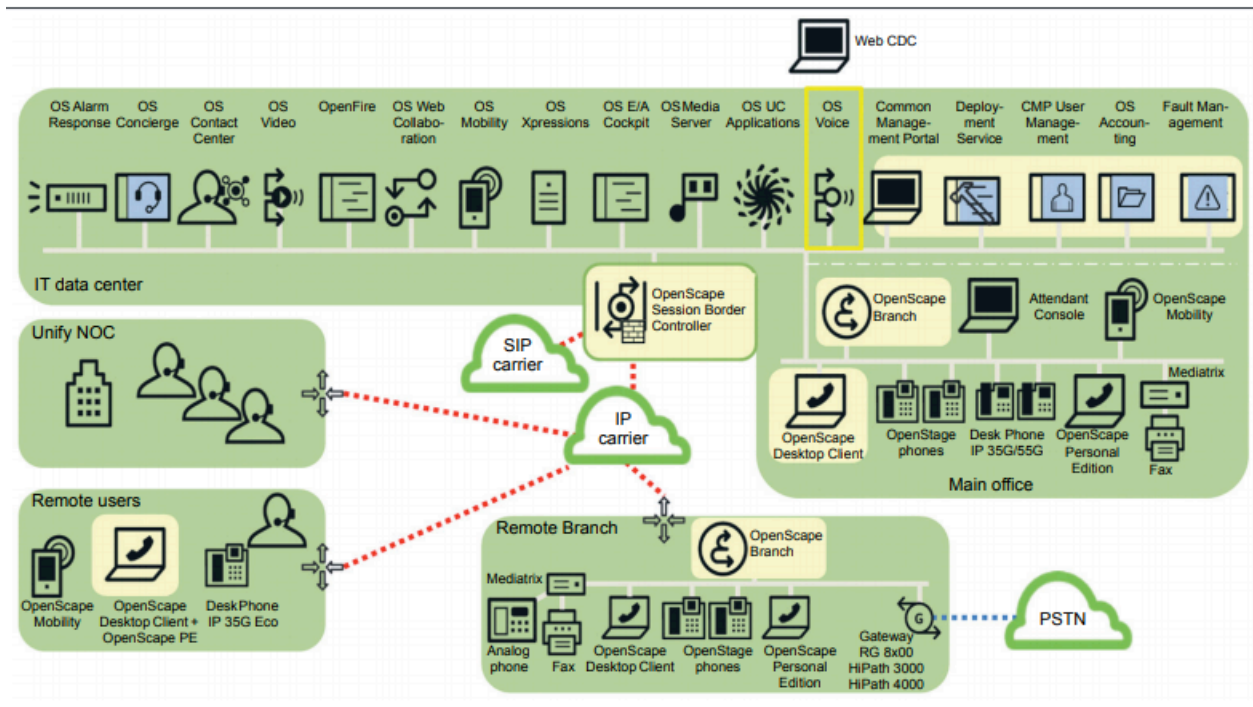 Web CDC
OS Alarm
Response
OS
Concierge
OS
Contact
Center
OS
Video
OpenFire
OS Web
Collabo-
ration
OS
Mobility
OS
Xpressions
OS E/A
Cockpit
OS Media
Server
OS UC
Applications
OS
Voice
Common
Manage-
ment Portal
Deploy-
ment
Service
CMP User
Manage-
ment
OS
Accoun-
ting
Fault Man-
agement
IT data center
OpenScape
Session Border
Controller
OpenScape
Branch
Attendant
Console
OpenScape
Mobility
Unify NOC
SIP
carrier
IP
carrier
Mediatrix
OpenScape
Desktop Client
OpenStage
phones
Desk Phone
IP 35G/55G
OpenScape
Personal
Edition
Fax
Main office
Remote users
OpenScape
Mobility
OpenScape
Desktop Client +
OpenScape PE
DeskPhone
IP 35G Eco
Remote Branch
OpenScape
Branch
Mediatrix
Analog
phone
Fax
OpenScape
Desktop Client
OpenStage
phones
OpenScape
Personal
Edition
G
Gateway
RG 8x00
HiPath 3000
HiPath 4000
PSTN